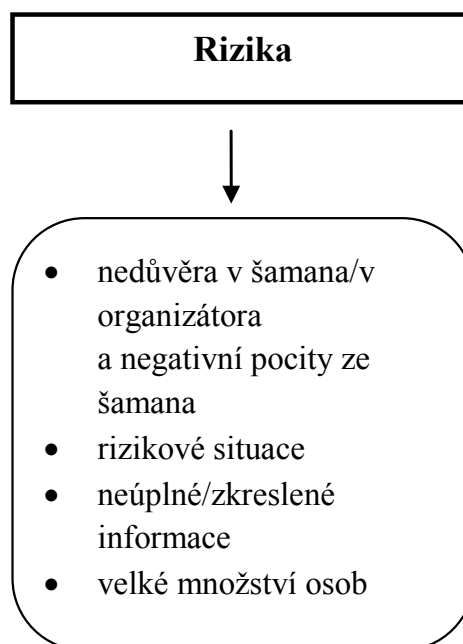 Rizika
• nedůvěra v šamana/v
organizátora
a negativní pocity ze
šamana
• rizikové situace
• neúplné/zkreslené
informace
• velké množství osob